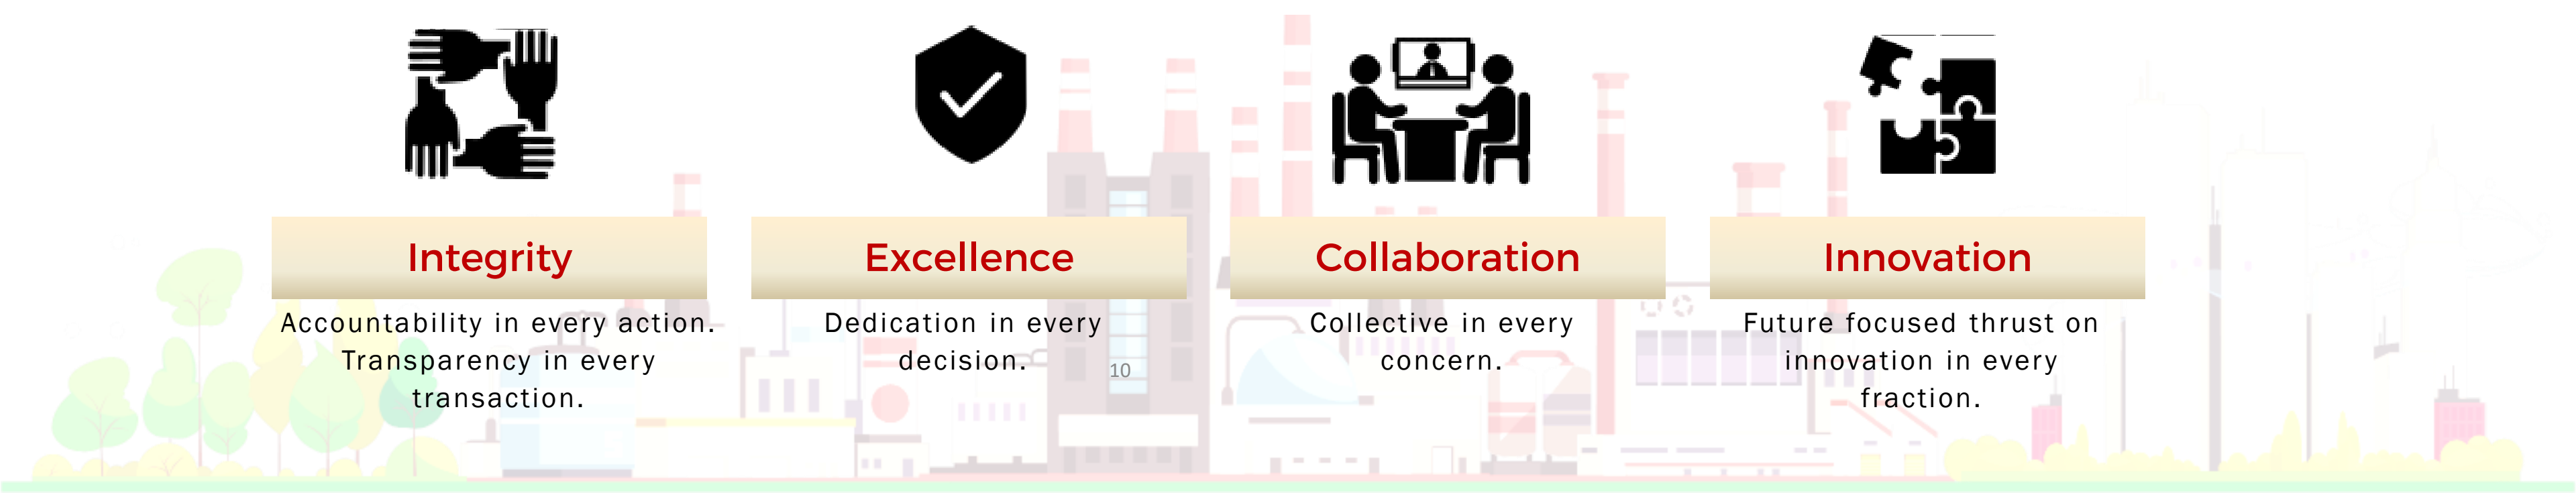 Integrity
Accountability in every action.
Transparency in every
transaction.
Excellence
Dedication in every
decision.
10
Collaboration
Collective in every
concern.
Innovation
Future focused thrust on
innovation in every
fraction.